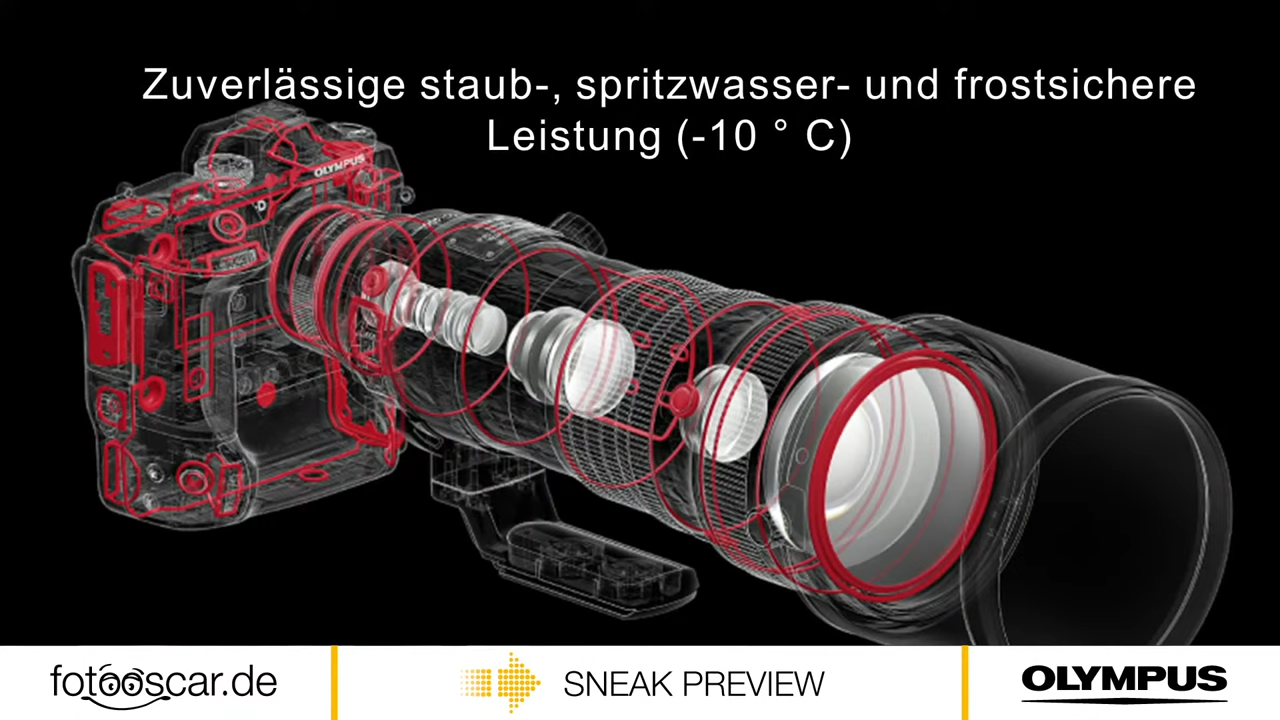 Zuverlässige staub-, spritzwasser- und frostsichere
Leistung (-10 ° C)
OLYMPUS
fotooscar.de
SNEAK PREVIEW
OLYMPUS